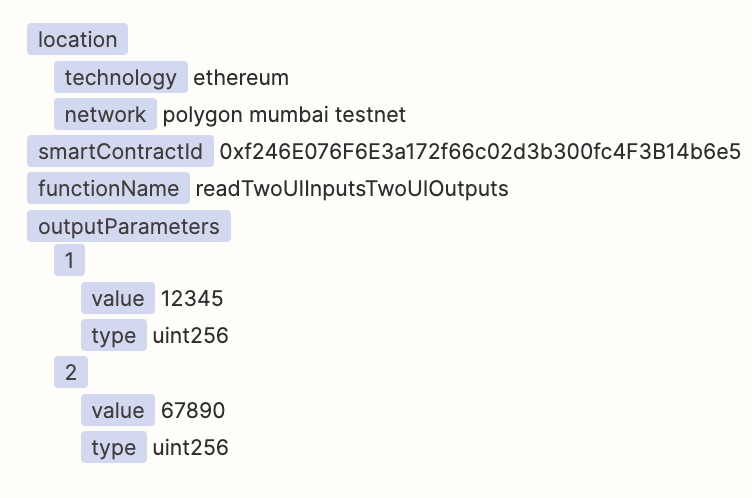 location
technology ethereum
network polygon mumbai testnet
smartContractId 0xf246E076F6E3a172f66c02d3b300fc4F3B14b6e5
functionName readTwoUIInputsTwoUIOutputs
outputParameters
1
value 12345
type uint256
2
value 67890
type uint256